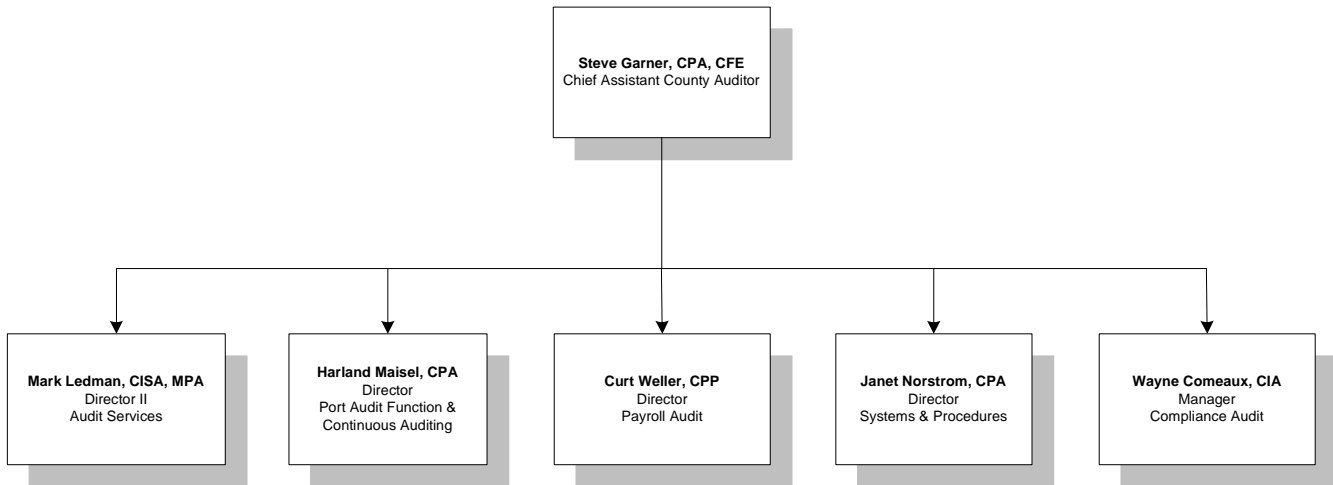 Steve Garner, CPA, CFE
Chief Assistant County Auditor
Mark Ledman, CISA, MPA
Director II
Audit Services
Harland Maisel, CPA
Director
Port Audit Function &
Continuous Auditing
Curt Weller, CPP
Director
Payroll Audit
Janet Norstrom, CPA
Director
Systems & Procedures
Wayne Comeaux, CIA
Manager
Compliance Audit